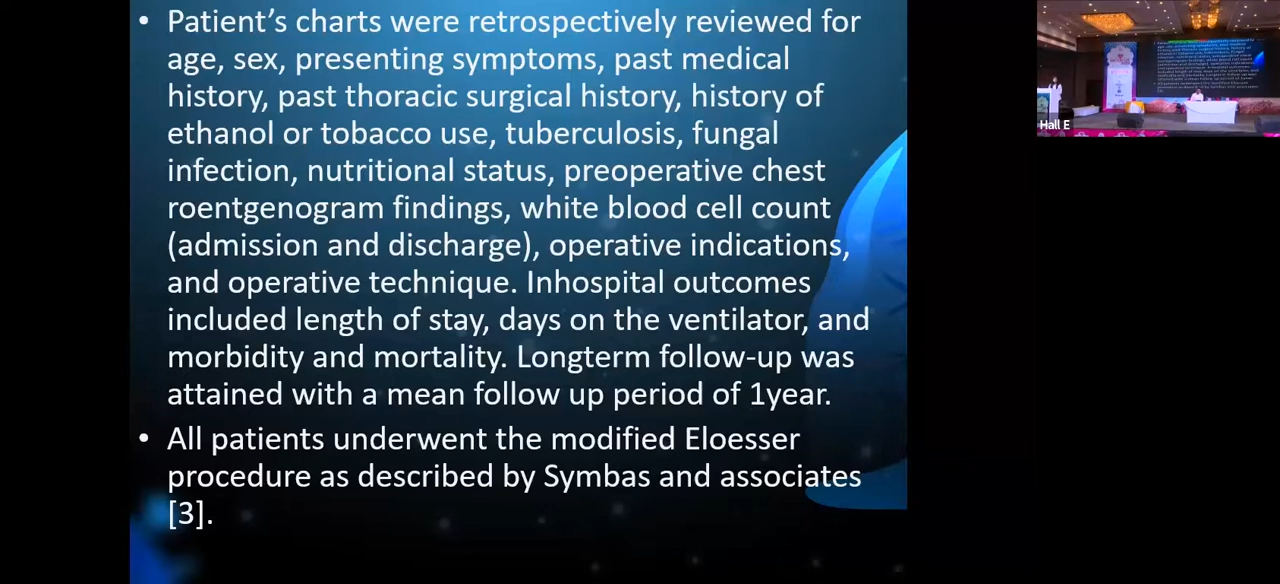 • Patient’s charts were retrospectively reviewed for
age, sex, presenting symptoms, past medical
history, past thoracic surgical history, history of
ethanol or tobacco use, tuberculosis, fungal
infection, nutritional status, preoperative chest
roentgenogram findings, white blood cell count
(admission and discharge), operative indications,
and operative technique. Inhospital outcomes
included length of stay, days on the ventilator, and
morbidity and mortality. Longterm follow-up was
attained with a mean follow up period of 1year.
• All patients underwent the modified Eloesser
procedure as described by Symbas and associates
[3].
Hall E